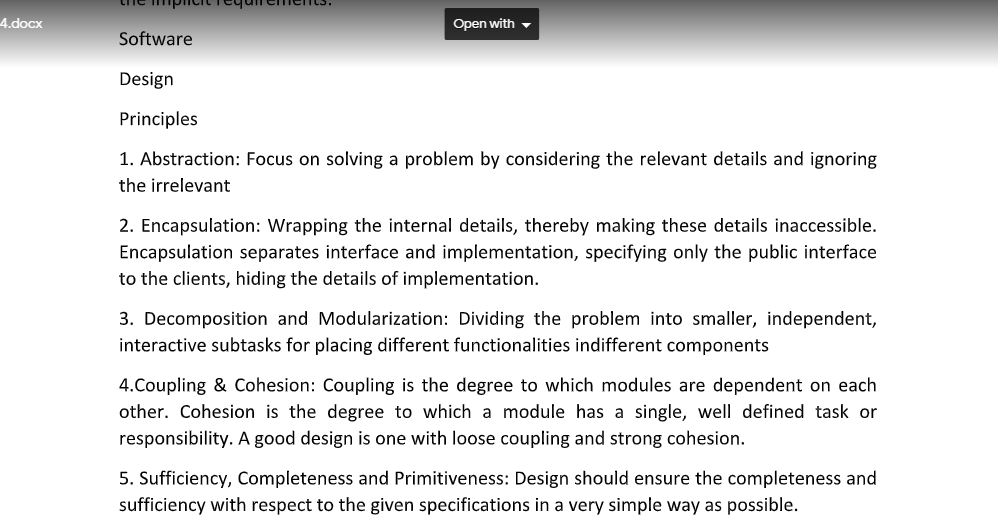 the implicit requirements.
4.docx
Open with
Software
Design
Principles
1. Abstraction: Focus on solving a problem by considering the relevant details and ignoring
the irrelevant
2. Encapsulation: Wrapping the internal details, thereby making these details inaccessible.
Encapsulation separates interface and implementation, specifying only the public interface
to the clients, hiding the details of implementation.
3. Decomposition and Modularization: Dividing the problem into smaller, independent,
interactive subtasks for placing different functionalities indifferent components
4.Coupling & Cohesion: Coupling is the degree to which modules are dependent on each
other. Cohesion is the degree to which a module has a single, well defined task or
responsibility. A good design is one with loose coupling and strong cohesion.
5. Sufficiency, Completeness and Primitiveness: Design should ensure the completeness and
sufficiency with respect to the given specifications in a very simple way as possible.